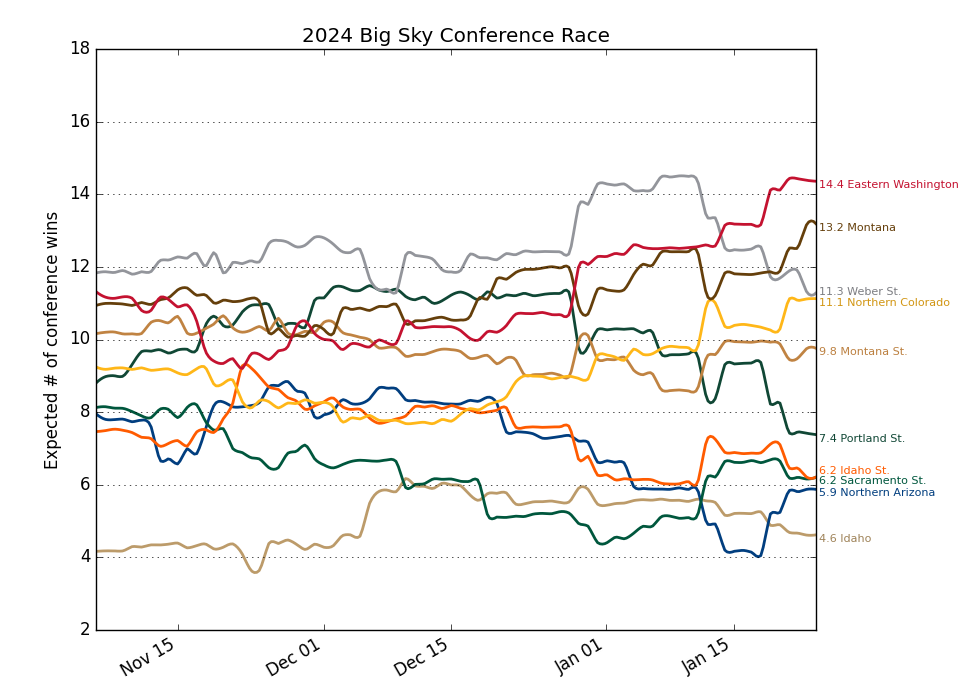 2024 Big Sky Conference Race
Expected # of conference wins
18
16
14
12
10
8
6
4
2
Nov 15
Dec 01
Dec 15
Jan 01
Jan 15
14.4 Eastern Washington
13.2 Montana
11.3 Weber St.
11.1 Northern Colorado
9.8 Montana St.
7.4 Portland St.
6.2 Idaho St.
6.2 Sacramento St.
5.9 Northern Arizona
4.6 Idaho